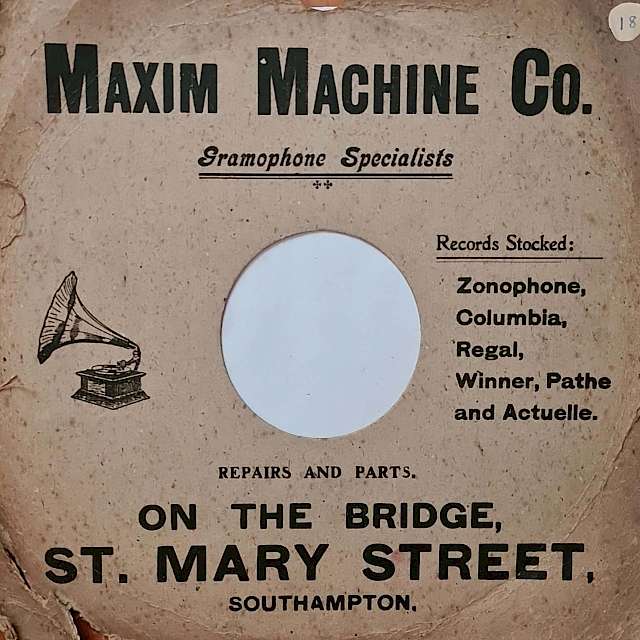 18
MAXIM MACHINE CO.
Gramophone Specialists
Records Stocked:
Zonophone,
Columbia,
Regal,
Winner, Pathe
and Actuelle.
REPAIRS AND PARTS.
ON THE BRIDGE,
ST. MARY STREET,
SOUTHAMPTON.